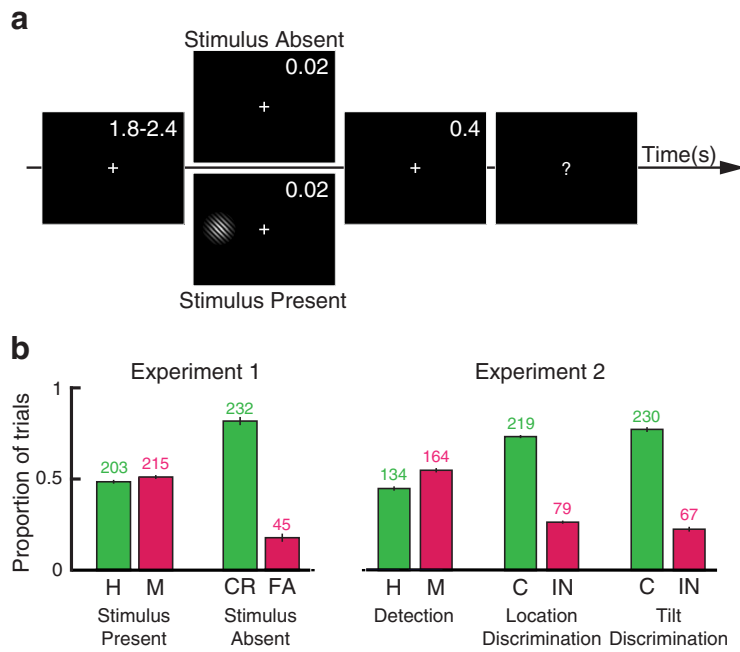 a
Stimulus Absent
0.02
+
1.8-2.4
+
0.4
+
?
Time(s)
0.02
+
Stimulus Present
b
Experiment 1
Experiment 2
Proportion of trials
1
0.5
0
203
215
232
45
134
164
219
79
230
67
H M CR FA H M C IN C IN
Stimulus Present
Stimulus Absent
Detection
Location Discrimination
Tilt Discrimination